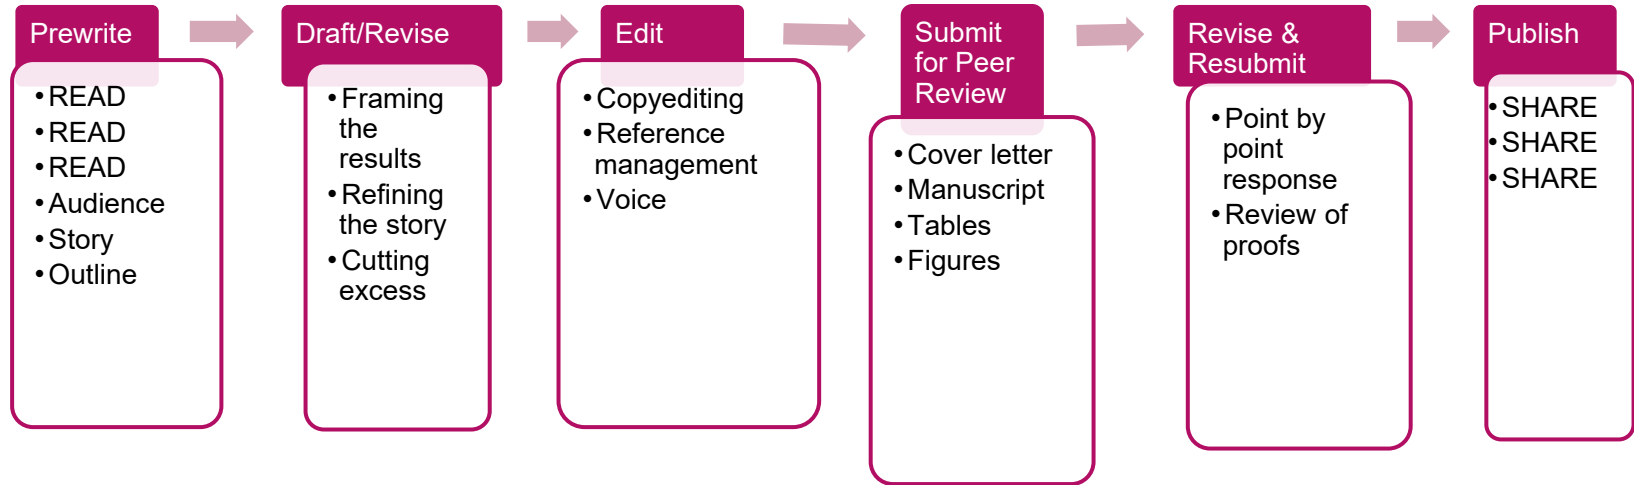 Prewrite
•READ
•READ
•READ
•Audience
•Story
•Outline
Draft/Revise
•Framing
the
results
•Refining
the story
•Cutting
excess
Edit
•Copyediting
•Reference
management
•Voice
Submit
for Peer
Review
•Cover letter
•Manuscript
•Tables
•Figures
Revise &
Resubmit
•Point by
point
response
•Review of
proofs
Publish
•SHARE
•SHARE
•SHARE